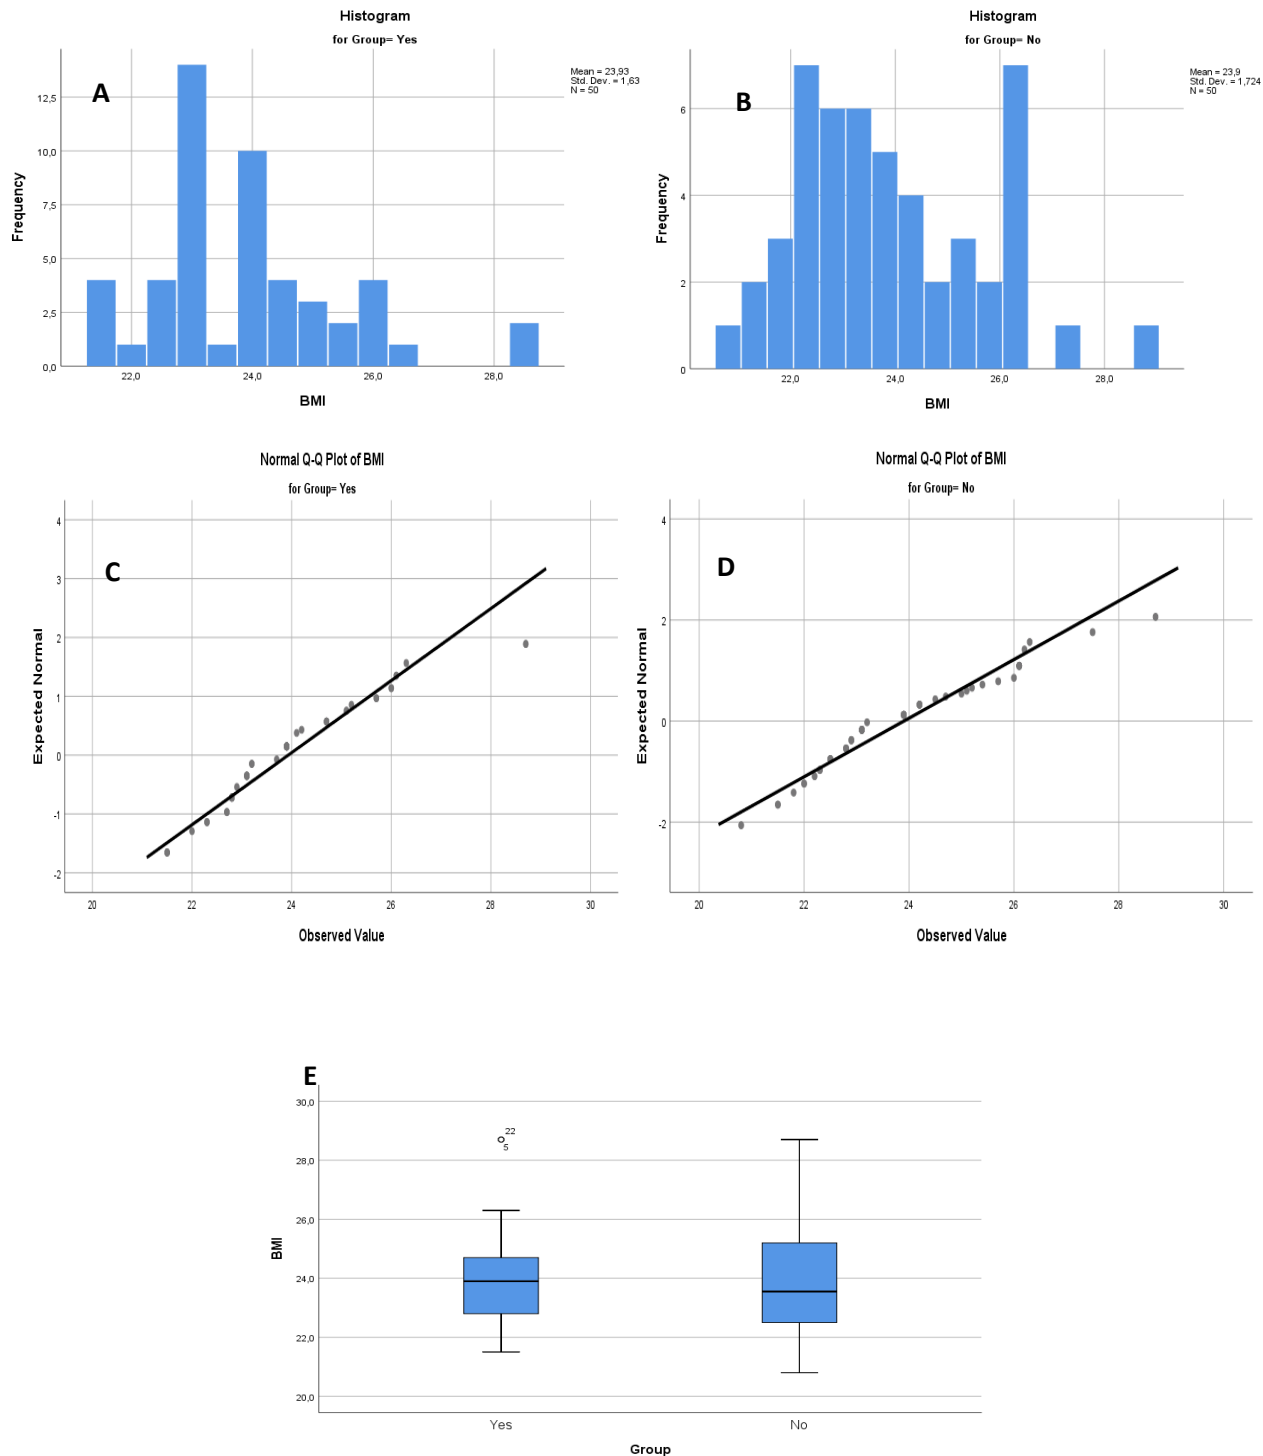 Histogram
for Group= Yes
A
Mean = 23,93
Std. Dev. = 1,63
N = 50
12,5
10,0
7,5
5,0
2,5
0,0
Frequency
22,0 24,0 26,0 28,0
BMI
Histogram
for Group= No
B
Mean = 23,9
Std. Dev. = 1,724
N = 50
6
4
2
0
Frequency
22,0 24,0 26,0 28,0
BMI
Normal Q-Q Plot of BMI
for Group= Yes
C
4
3
2
1
0
-1
-2
Expected Normal
20 22 24 26 28 30
Observed Value
Normal Q-Q Plot of BMI
for Group= No
D
4
2
0
-2
Expected Normal
20 22 24 26 28 30
Observed Value
E
30,0
28,0
26,0
24,0
22,0
20,0
BMI
22
5
Yes No
Group